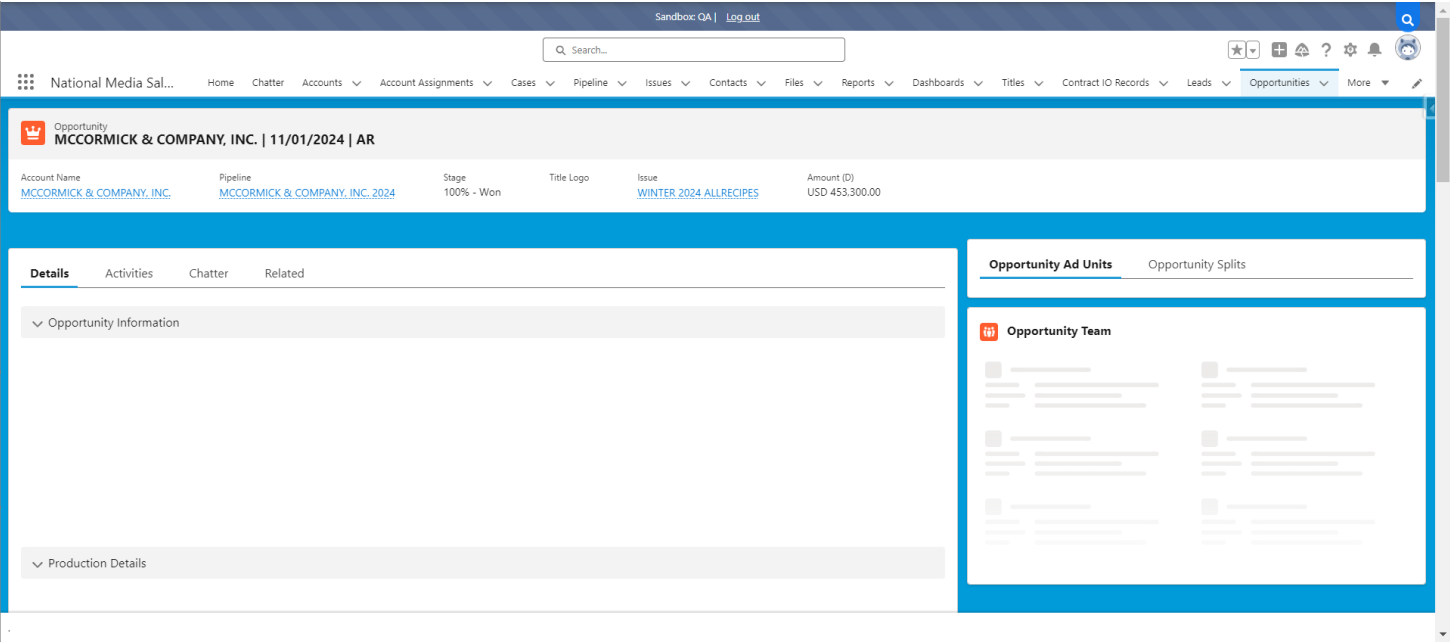 Sandbox: QA | Log out
Search...
National Media Sal... Home Chatter Accounts Account Assignments Cases Pipeline Issues Contacts Files Reports Dashboards Titles Contract IO Records Leads Opportunities More
Opportunity
MCCORMICK & COMPANY, INC. | 11/01/2024 | AR
Account Name Pipeline Stage Title Logo Issue Amount (D)
MCCORMICK & COMPANY, INC. MCCORMICK & COMPANY, INC. 2024 100% - Won WINTER 2024 ALLRECIPES USD 453,300.00
Details Activities Chatter Related
Opportunity Information
Production Details
Opportunity Ad Units Opportunity Splits
Opportunity Team